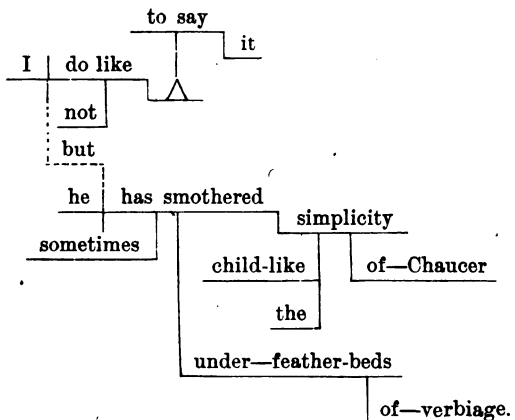 to say
it
I do like
not
but
he has smothered
simplicity
sometimes
child-like
of—Chaucer
the
under—feather-beds
of—verbiage.